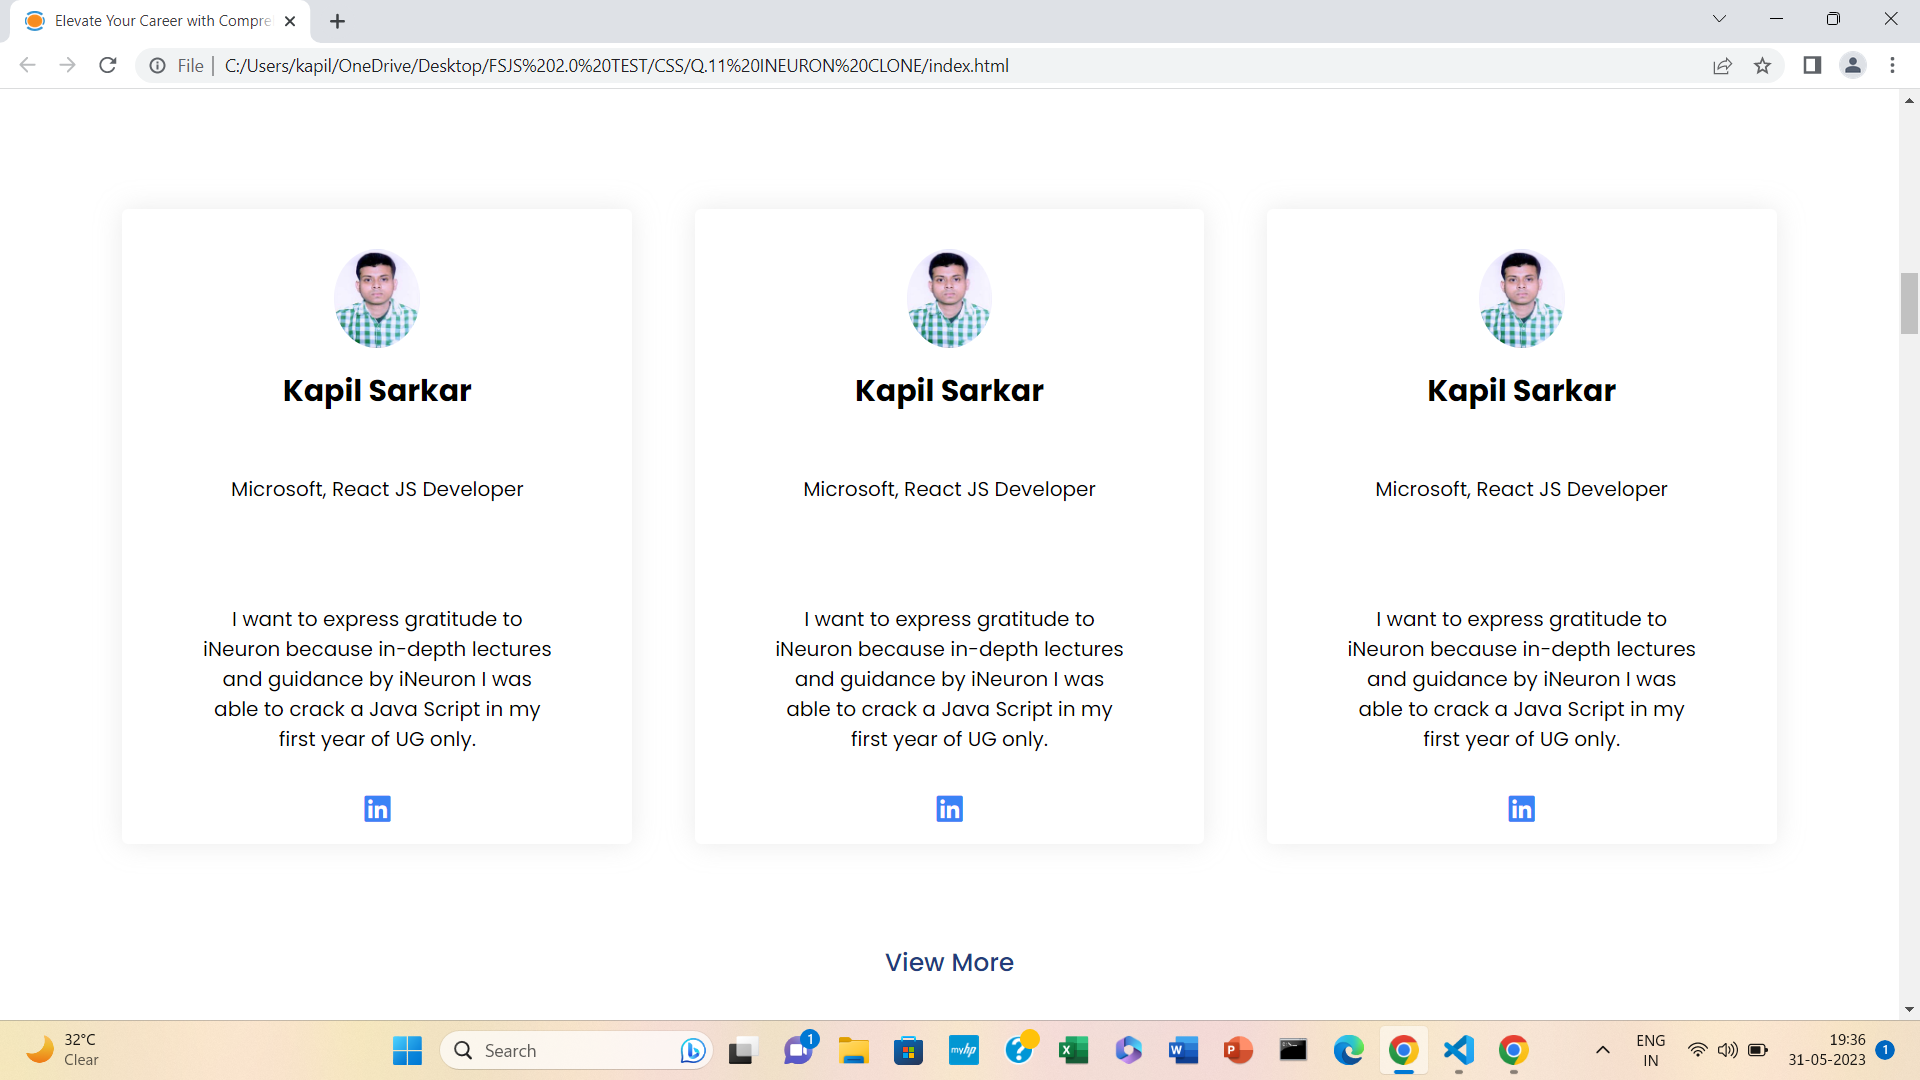 Elevate Your Career with Compre
File
C:/Users/kapil/OneDrive/Desktop/FSJS%202.0%20TEST/CSS/Q.11%20INEURON%20CLONE/index.html
Kapil Sarkar
Microsoft, React JS Developer
I want to express gratitude to
iNeuron because in-depth lectures
and guidance by iNeuron I was
able to crack a Java Script in my
first year of UG only.
in
Kapil Sarkar
Microsoft, React JS Developer
I want to express gratitude to
iNeuron because in-depth lectures
and guidance by iNeuron I was
able to crack a Java Script in my
first year of UG only.
in
Kapil Sarkar
Microsoft, React JS Developer
I want to express gratitude to
iNeuron because in-depth lectures
and guidance by iNeuron I was
able to crack a Java Script in my
first year of UG only.
in
View More
32°C
Clear
Search
1
myhp
ENG
IN
19:36
31-05-2023
1